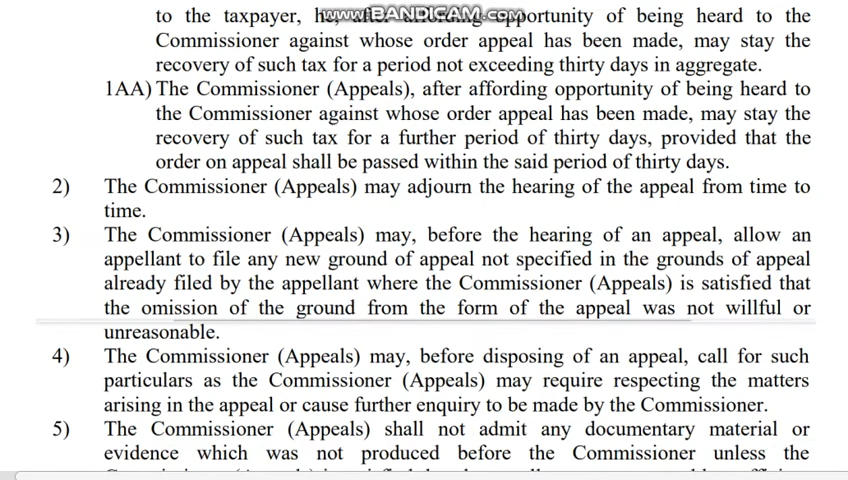 to the taxpayer, he, after affording opportunity of being heard to the
www.BANDICAM.com
Commissioner against whose order appeal has been made, may stay the
recovery of such tax for a period not exceeding thirty days in aggregate.
1AA) The Commissioner (Appeals), after affording opportunity of being heard to
the Commissioner against whose order appeal has been made, may stay the
recovery of such tax for a further period of thirty days, provided that the
order on appeal shall be passed within the said period of thirty days.
2) The Commissioner (Appeals) may adjourn the hearing of the appeal from time to
time.
3) The Commissioner (Appeals) may, before the hearing of an appeal, allow an
appellant to file any new ground of appeal not specified in the grounds of appeal
already filed by the appellant where the Commissioner (Appeals) is satisfied that
the omission of the ground from the form of the appeal was not willful or
unreasonable.
4) The Commissioner (Appeals) may, before disposing of an appeal, call for such
particulars as the Commissioner (Appeals) may require respecting the matters
arising in the appeal or cause further enquiry to be made by the Commissioner.
5) The Commissioner (Appeals) shall not admit any documentary material or
evidence which was not produced before the Commissioner unless the